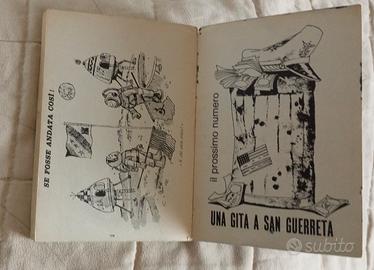 SE FOSSE ANDATA COSÌ!
il prossimo numero
UNA GITA A SAN GUERRETA
subito